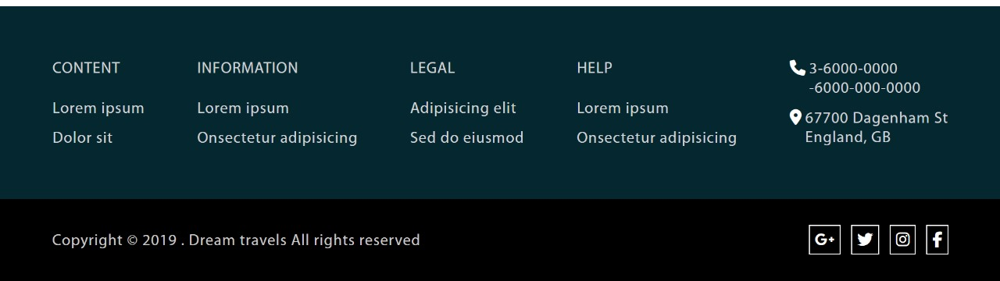 CONTENT
Lorem ipsum
Dolor sit
INFORMATION
Lorem ipsum
Onsectetur adipisicing
LEGAL
Adipisicing elit
Sed do eiusmod
HELP
Lorem ipsum
Onsectetur adipisicing
3-6000-0000
-6000-000-0000
67700 Dagenham St
England, GB
Copyright © 2019 . Dream travels All rights reserved